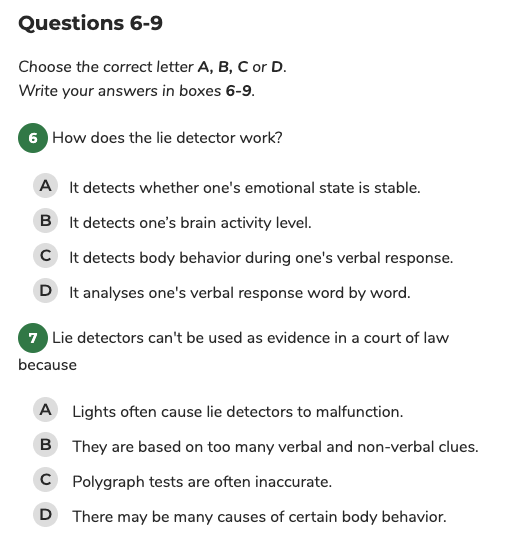 Questions 6-9
Choose the correct letter A, B, C or D.
Write your answers in boxes 6-9.
6 How does the lie detector work?
A It detects whether one's emotional state is stable.
B It detects one’s brain activity level.
C It detects body behavior during one's verbal response.
D It analyses one's verbal response word by word.
7 Lie detectors can't be used as evidence in a court of law
because
A Lights often cause lie detectors to malfunction.
B They are based on too many verbal and non-verbal clues.
C Polygraph tests are often inaccurate.
D There may be many causes of certain body behavior.